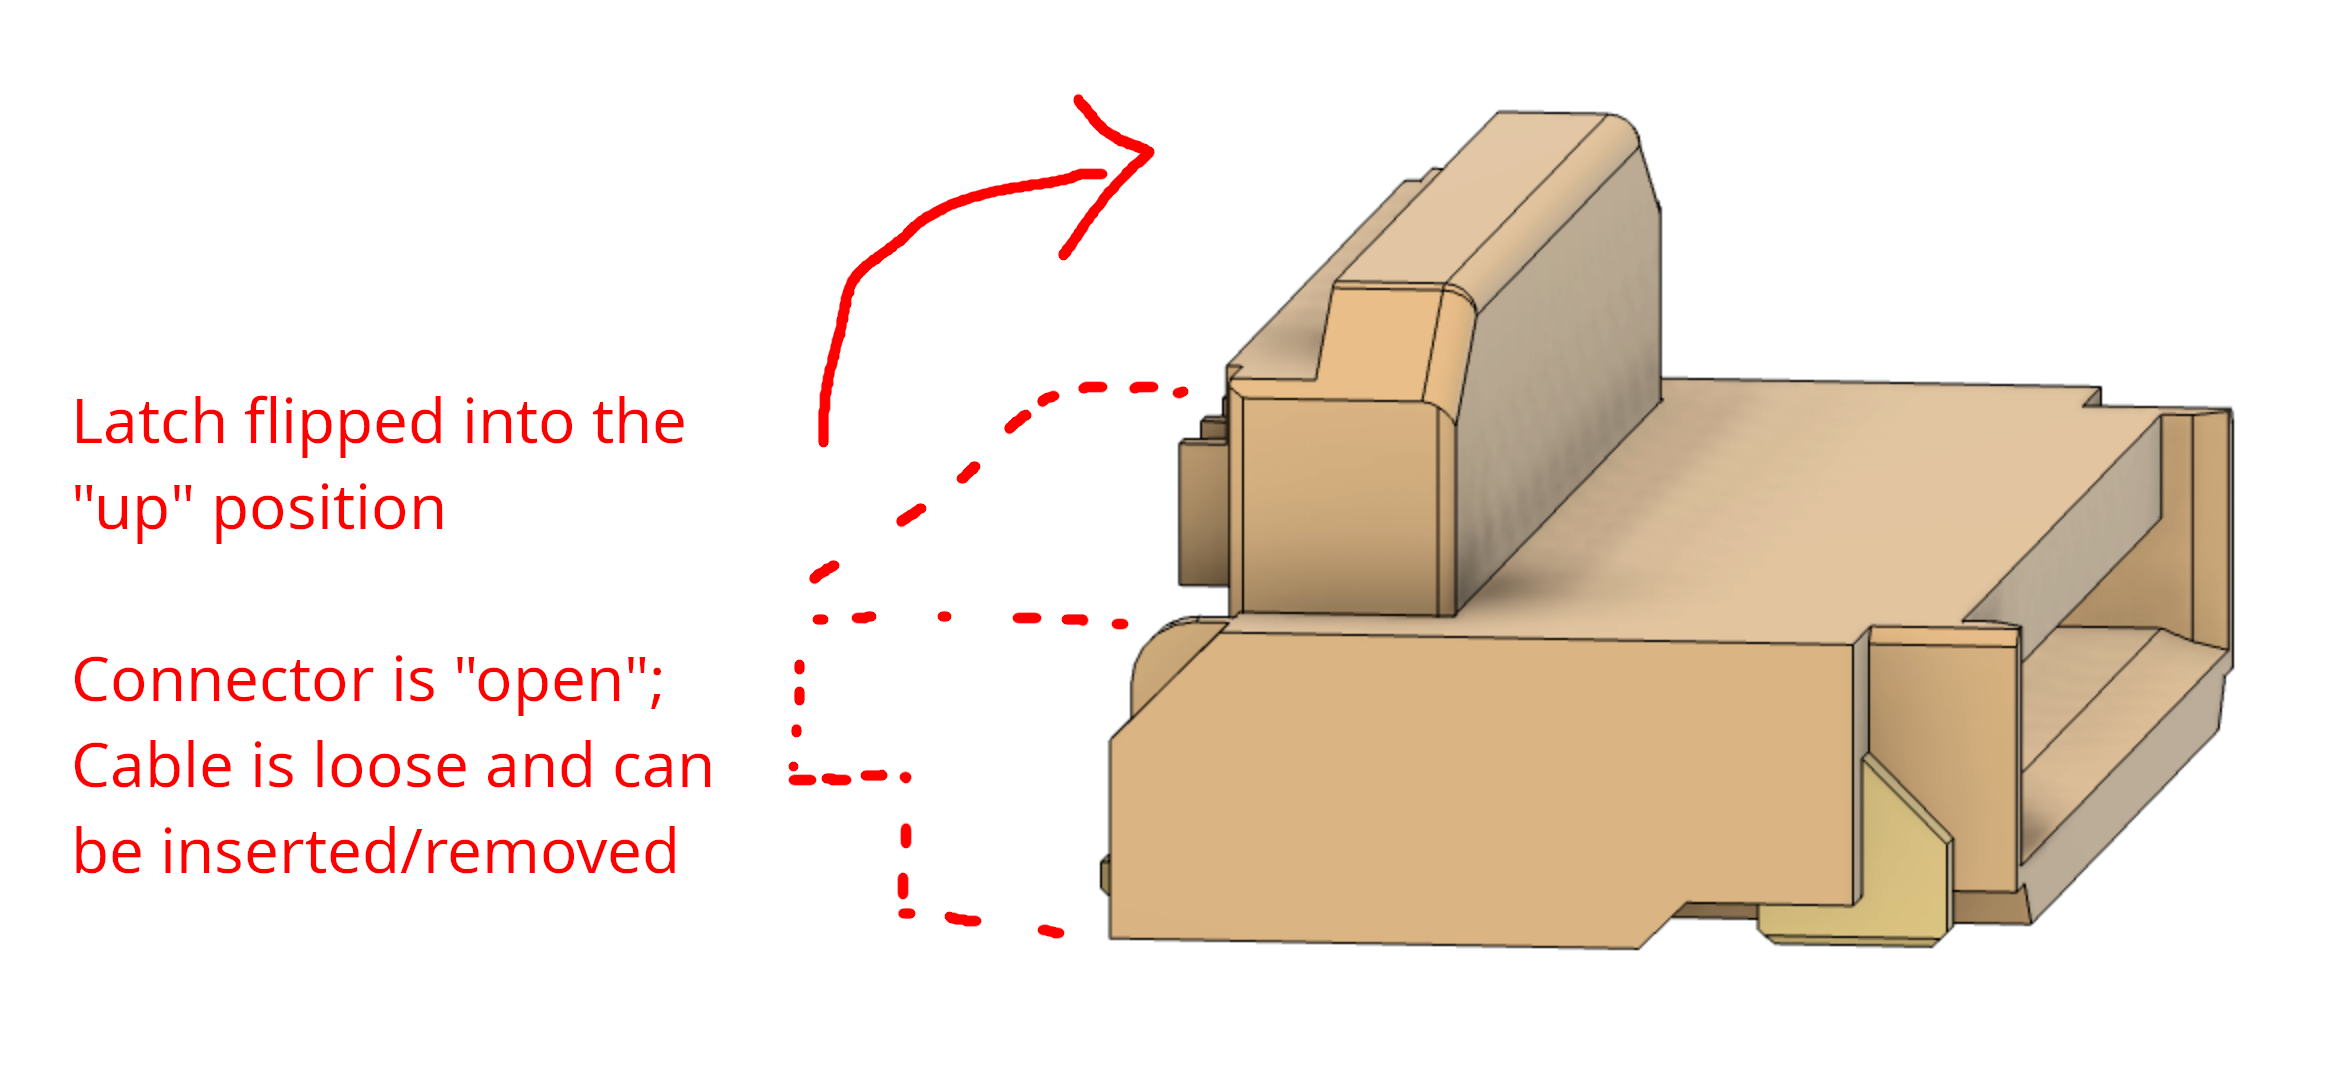 Latch flipped into the
"up" position
Connector is "open";
Cable is loose and can
be inserted/removed